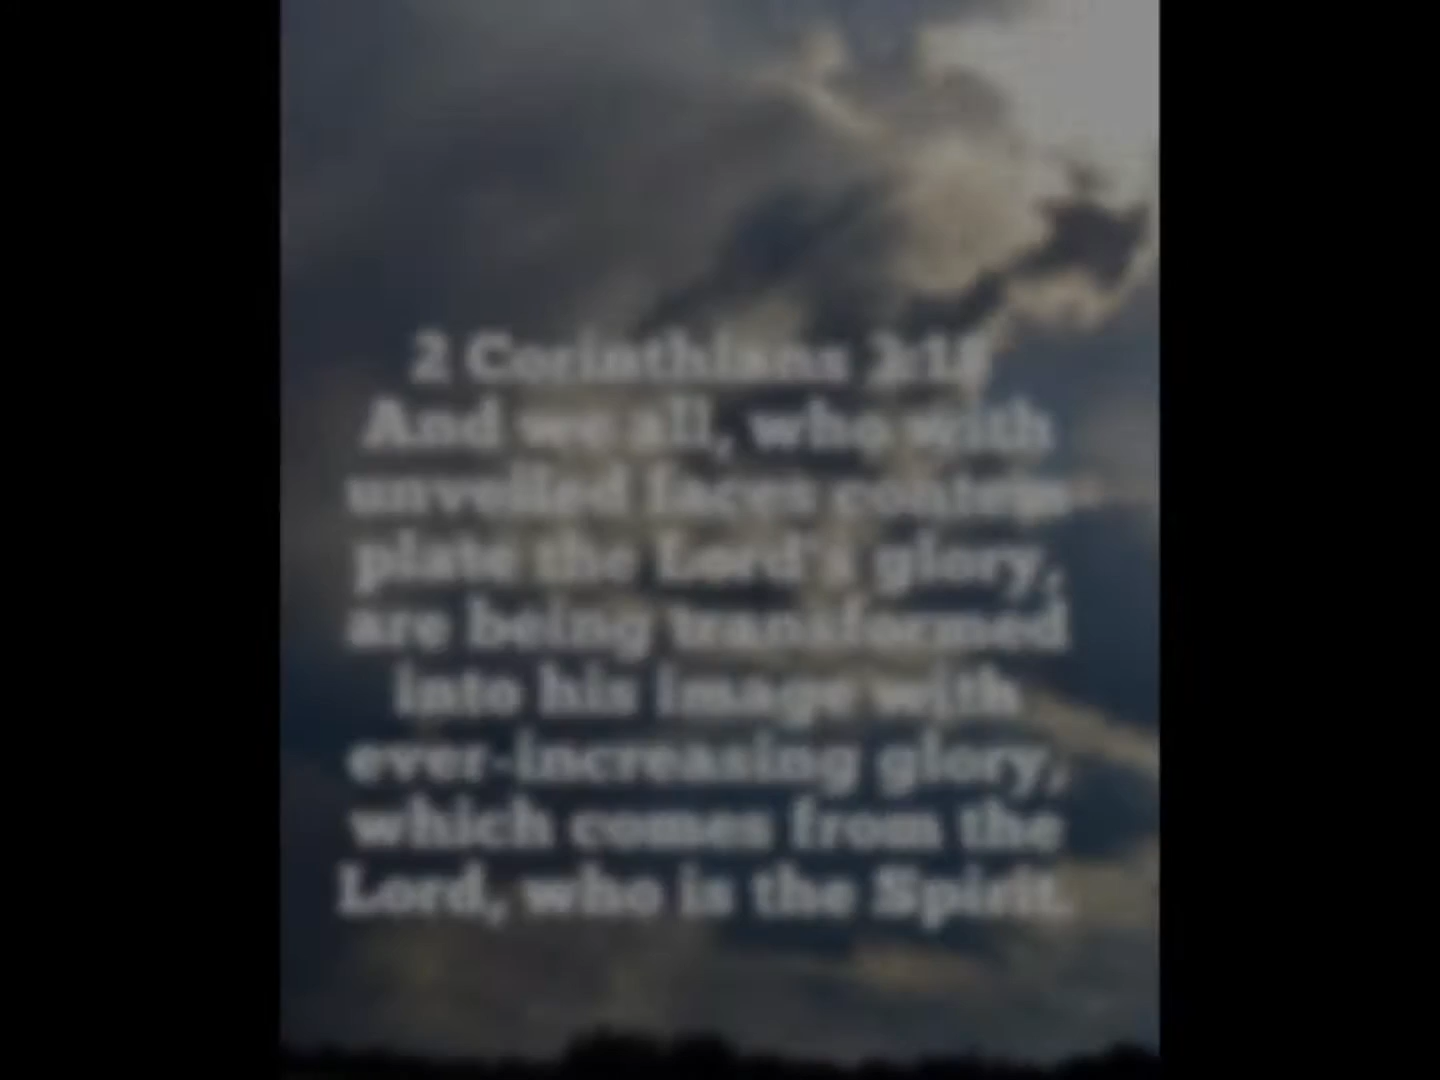 2 Corinthians 3:18
And we all, who with
unveiled faces contem-
plate the Lord's glory,
are being transformed
into his image with
ever-increasing glory,
which comes from the
Lord, who is the Spirit.